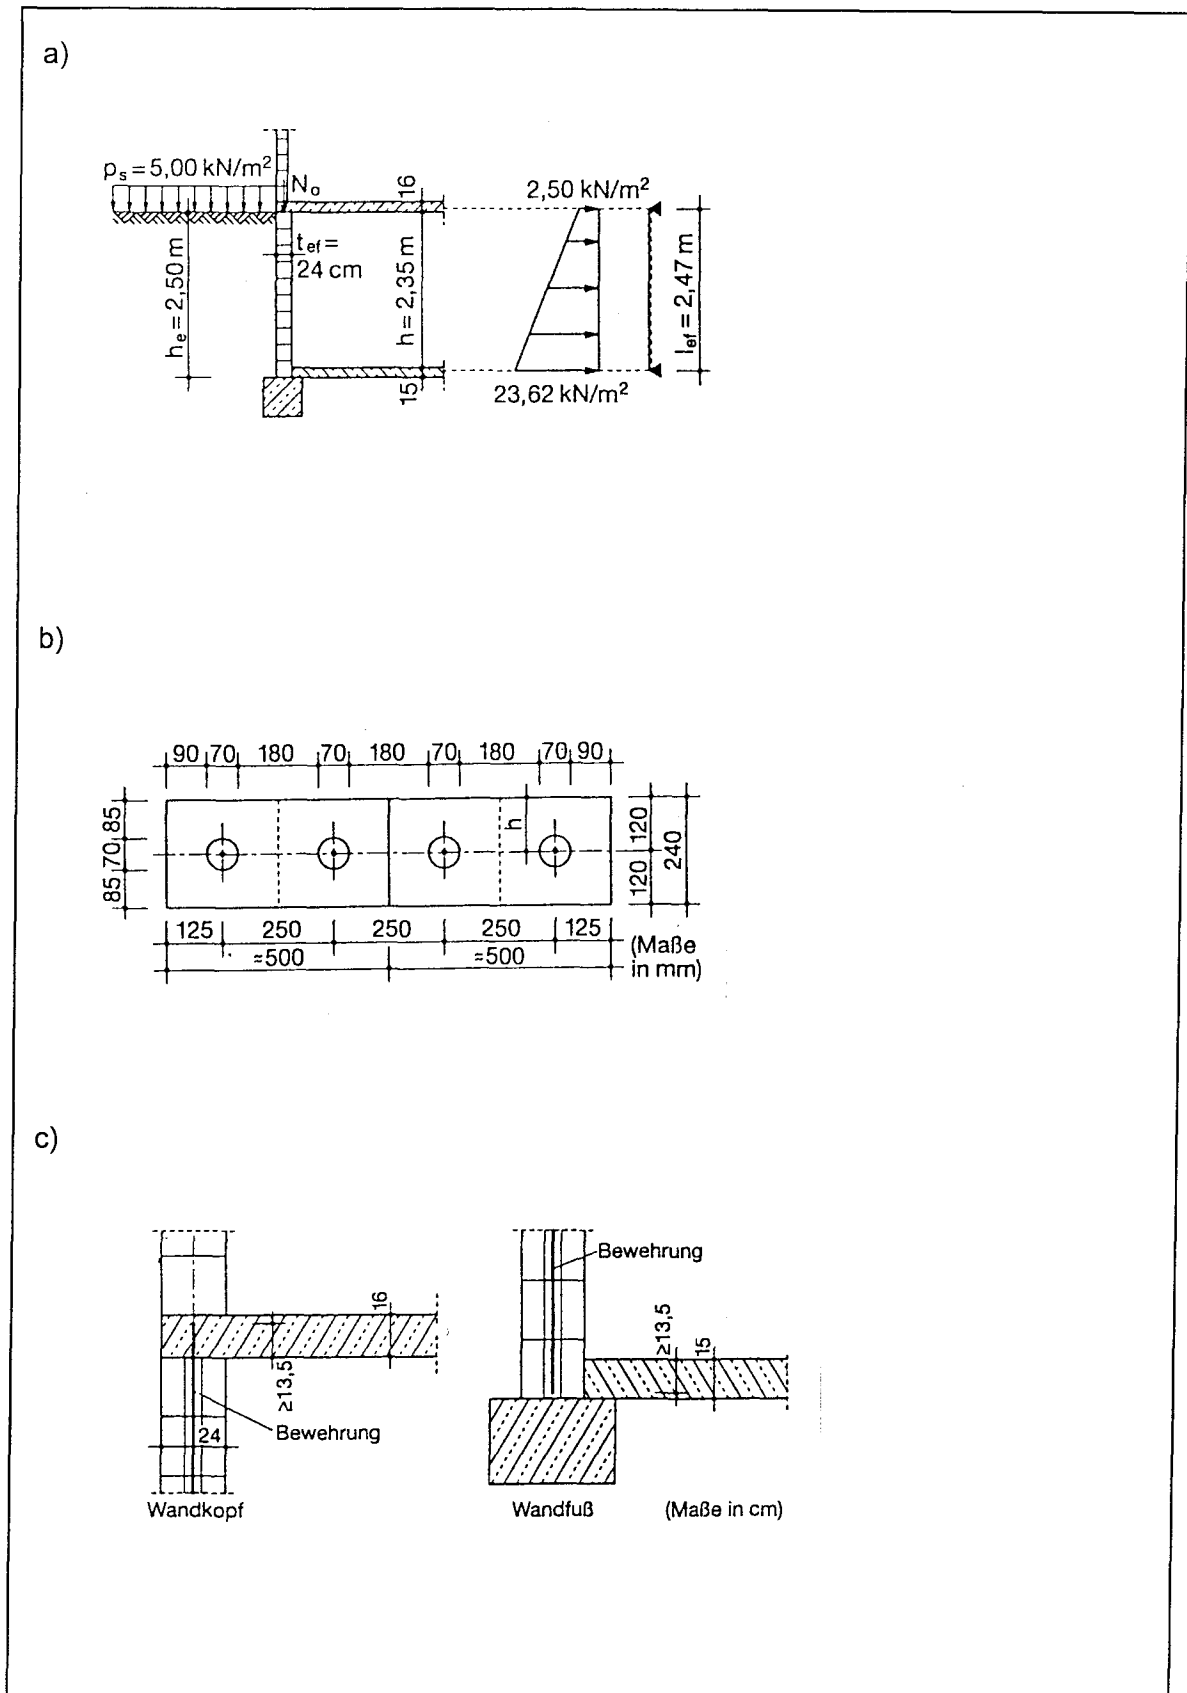 a)
pₛ = 5,00 kN/m²
Nₒ
16
2,50 kN/m²
hₑ = 2,50 m
t_ef =
24 cm
h = 2,35 m
l_ef = 2,47 m
15
23,62 kN/m²
b)
90 70 180 70 180 70 180 70 90
85
70
85
h
120
120
240
125 250 250 250 125
≈500 ≈500
(Maße
in mm)
c)
Bewehrung
16
≥13,5
24
Bewehrung
≥13,5
15
Wandkopf
Wandfuß
(Maße in cm)